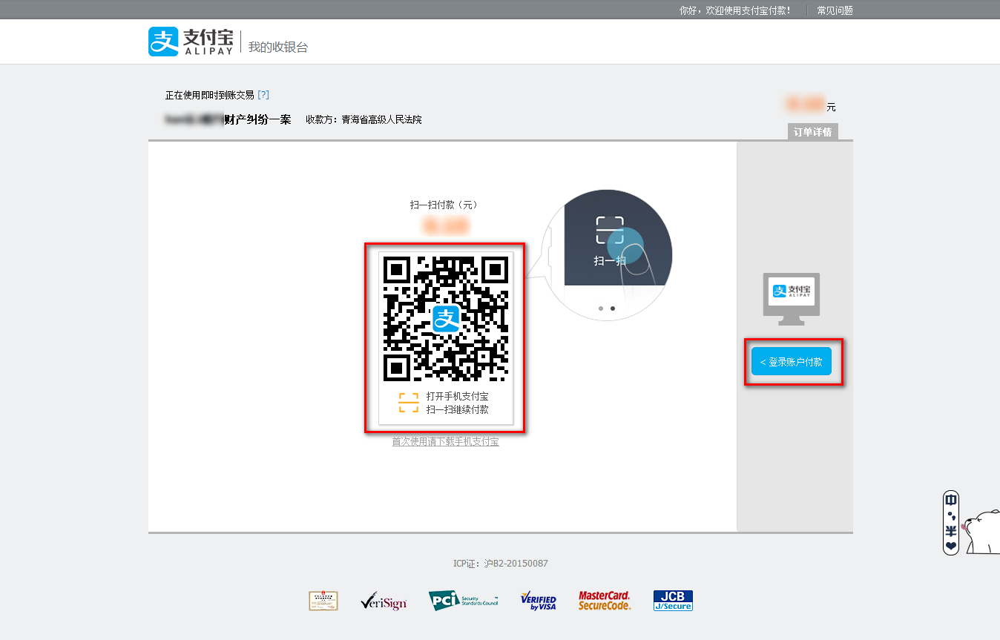 你好，欢迎使用支付宝付款！ 常见问题
支付宝
ALIPAY
我的收银台
正在使用即时到账交易 [?]
财产纠纷一案 收款方：青海省高级人民法院
元
订单详情
扫一扫付款（元）
扫一扫
支
打开手机支付宝
扫一扫继续付款
首次使用请下载手机支付宝
支付宝
ALIPAY
< 登录账户付款
中
半
ICP证：沪B2-20150087
VeriSign
PCI Security Standards Council
VERIFIED by VISA
MasterCard. SecureCode.
JCB
J/Secure